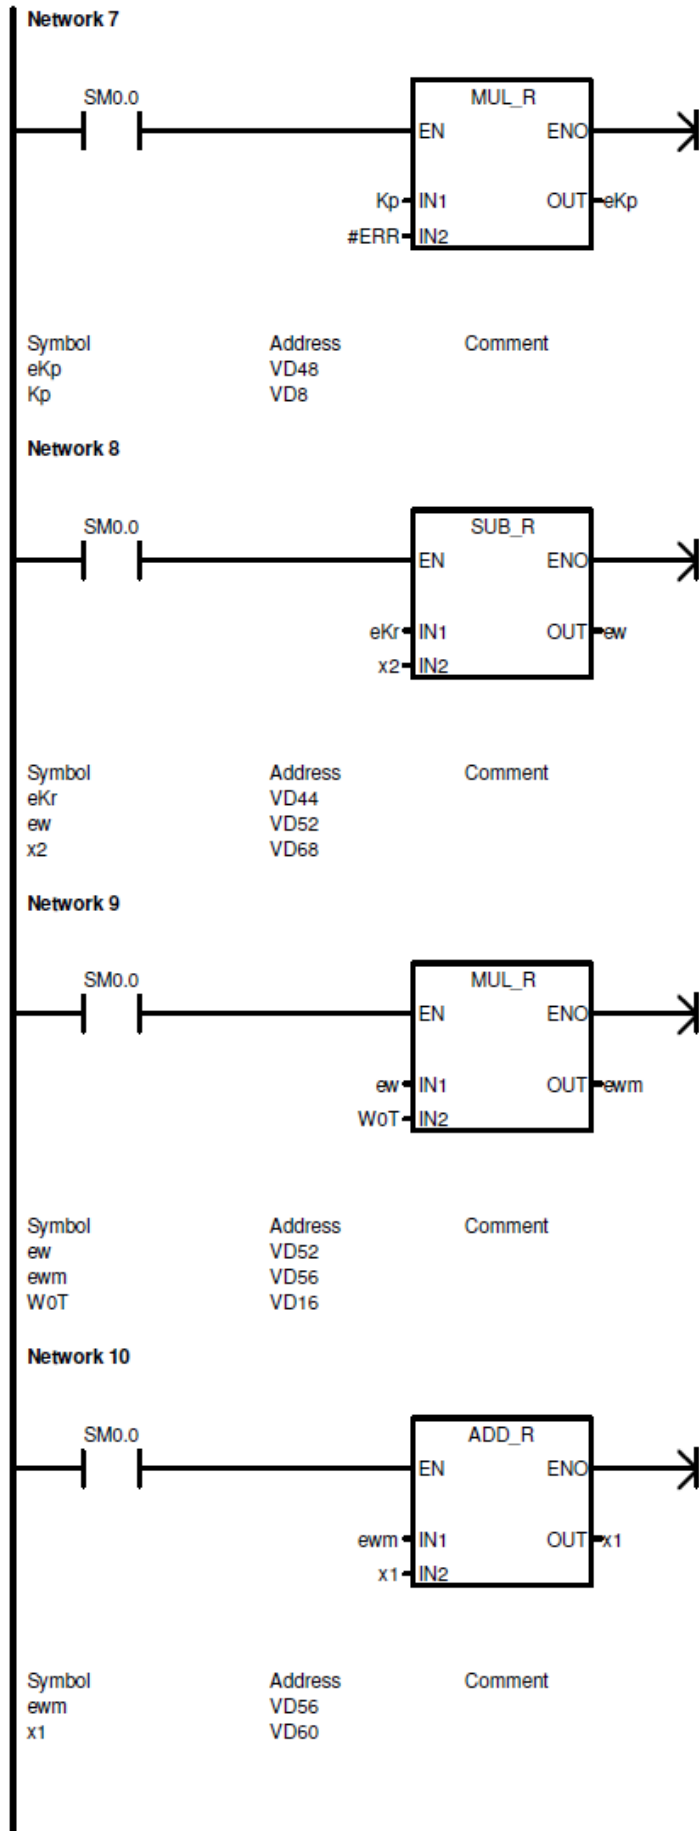 Network 7
SM0.0
MUL_R
EN ENO
Kp IN1 OUT eKp
#ERR IN2
Symbol Address Comment
eKp VD48
Kp VD8
Network 8
SM0.0
SUB_R
EN ENO
eKr IN1 OUT ew
x2 IN2
Symbol Address Comment
eKr VD44
ew VD52
x2 VD68
Network 9
SM0.0
MUL_R
EN ENO
ew IN1 OUT ewm
W0T IN2
Symbol Address Comment
ew VD52
ewm VD56
W0T VD16
Network 10
SM0.0
ADD_R
EN ENO
ewm IN1 OUT x1
x1 IN2
Symbol Address Comment
ewm VD56
x1 VD60